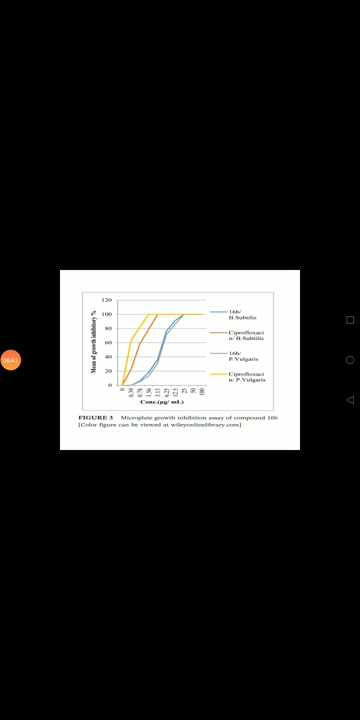 120
100
80
60
40
20
0
Mean of growth inhibitory %
0
0.39
0.78
1.56
3.13
6.25
12.5
25
50
100
Conc.(µg/ mL)
16b/
B.Subtilis
Ciprofloxaci
n/ B.Subtilis
16b/
P.Vulgaris
Ciprofloxaci
n/ P.Vulgaris
FIGURE 3 Microplate growth inhibition assay of compound 16b
[Color figure can be viewed at wileyonlinelibrary.com]